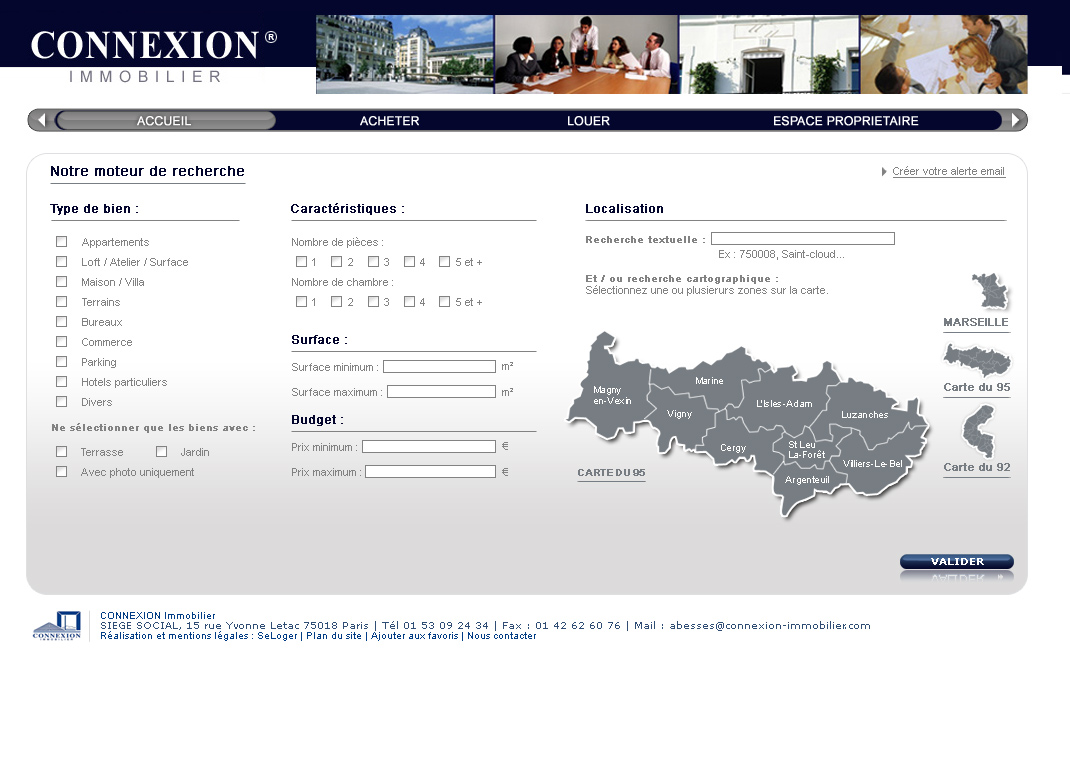 CONNEXION®
IMMOBILIER
ACCUEIL
ACHETER
LOUER
ESPACE PROPRIETAIRE
Notre moteur de recherche
Créer votre alerte email
Type de bien :
Appartements
Loft / Atelier / Surface
Maison / Villa
Terrains
Bureaux
Commerce
Parking
Hotels particuliers
Divers
Ne sélectionner que les biens avec :
Terrasse
Jardin
Avec photo uniquement
Caractéristiques :
Nombre de pièces :
1 2 3 4 5 et +
Nombre de chambre :
1 2 3 4 5 et +
Surface :
Surface minimum : m²
Surface maximum : m²
Budget :
Prix minimum : €
Prix maximum : €
Localisation
Recherche textuelle :
Ex : 750008, Saint-cloud...
Et / ou recherche cartographique :
Sélectionnez une ou plusieurs zones sur la carte.
Magny
en-Vexin
Marine
Vigny
L'Isles-Adam
Luzanches
Cergy
St Leu
La-Forêt
Villiers-Le-Bel
Argenteuil
CARTE DU 95
MARSEILLE
Carte du 95
Carte du 92
VALIDER
CONNEXION
IMMOBILIER
CONNEXION Immobilier
SIEGE SOCIAL, 15 rue Yvonne Letac 75018 Paris | Tél 01 53 09 24 34 | Fax : 01 42 62 60 76 | Mail : abesses@connexion-immobilier.com
Réalisation et mentions légales : SeLoger | Plan du site | Ajouter aux favoris | Nous contacter